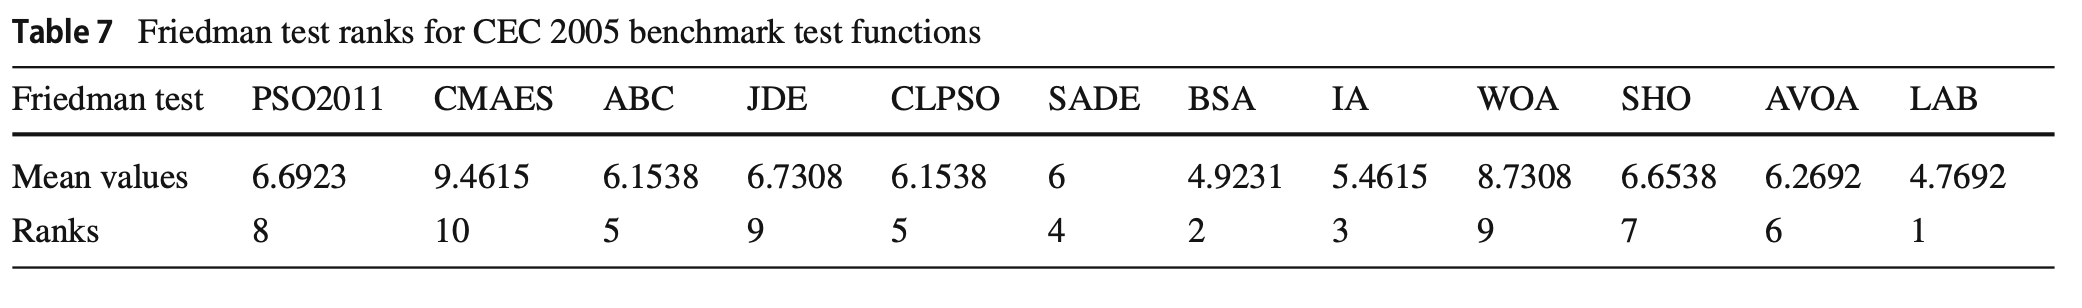 Table 7 Friedman test ranks for CEC 2005 benchmark test functions
Friedman test PSO2011 CMAES ABC JDE CLPSO SADE BSA IA WOA SHO AVOA LAB
Mean values 6.6923 9.4615 6.1538 6.7308 6.1538 6 4.9231 5.4615 8.7308 6.6538 6.2692 4.7692
Ranks 8 10 5 9 5 4 2 3 9 7 6 1